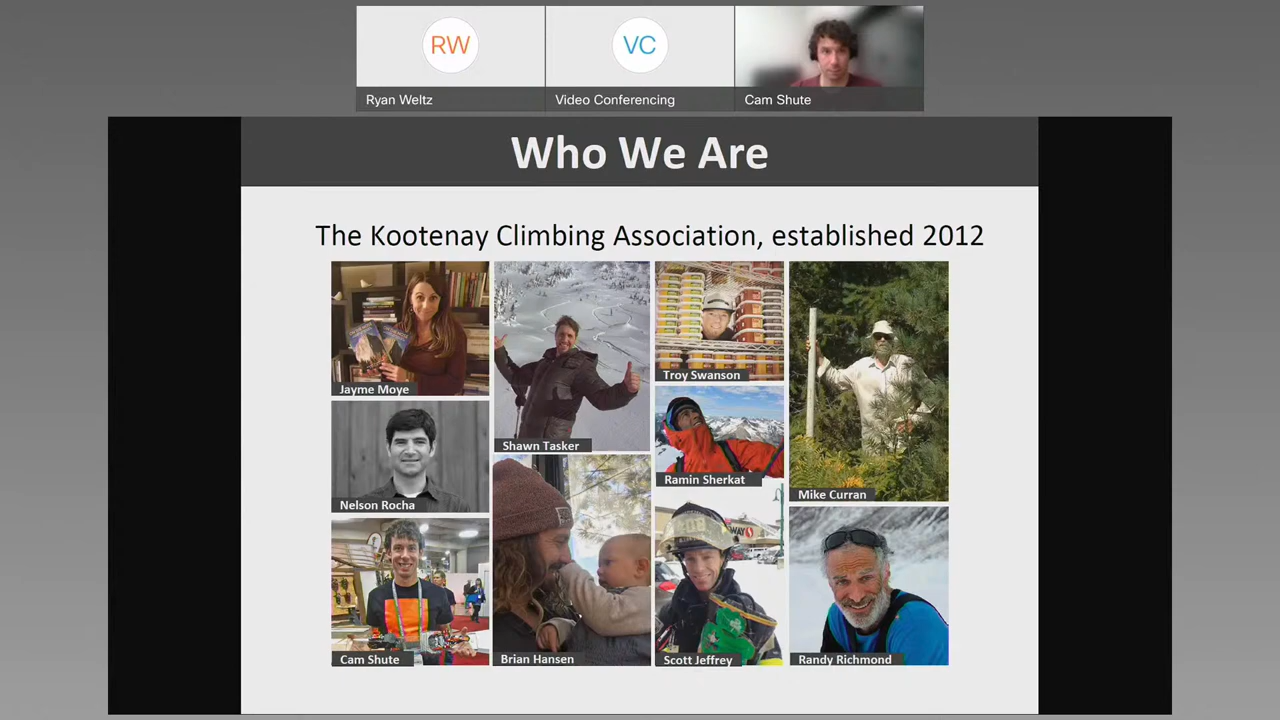 RW
VC
Ryan Weltz
Video Conferencing
Cam Shute
Who We Are
The Kootenay Climbing Association, established 2012
Jayme Moye
Shawn Tasker
Troy Swanson
Mike Curran
Nelson Rocha
Ramin Sherkat
Cam Shute
Brian Hansen
Scott Jeffrey
Randy Richmond